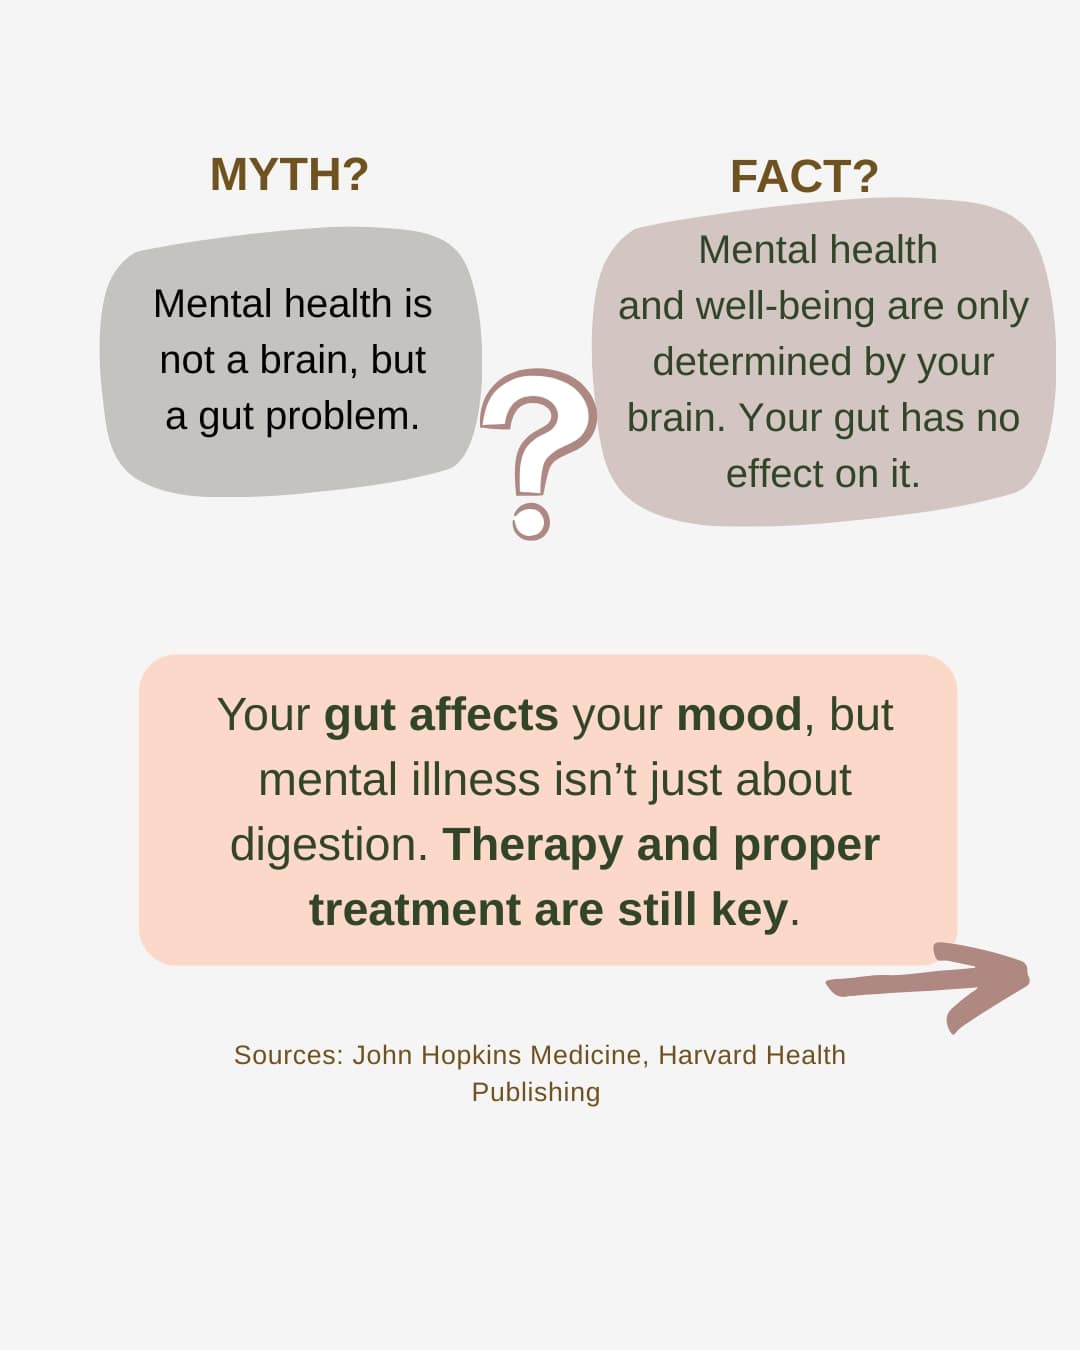 MYTH?
Mental health is
not a brain, but
a gut problem.
FACT?
Mental health
and well-being are only
determined by your
brain. Your gut has no
effect on it.
?
Your gut affects your mood, but
mental illness isn’t just about
digestion. Therapy and proper
treatment are still key.
Sources: John Hopkins Medicine, Harvard Health
Publishing